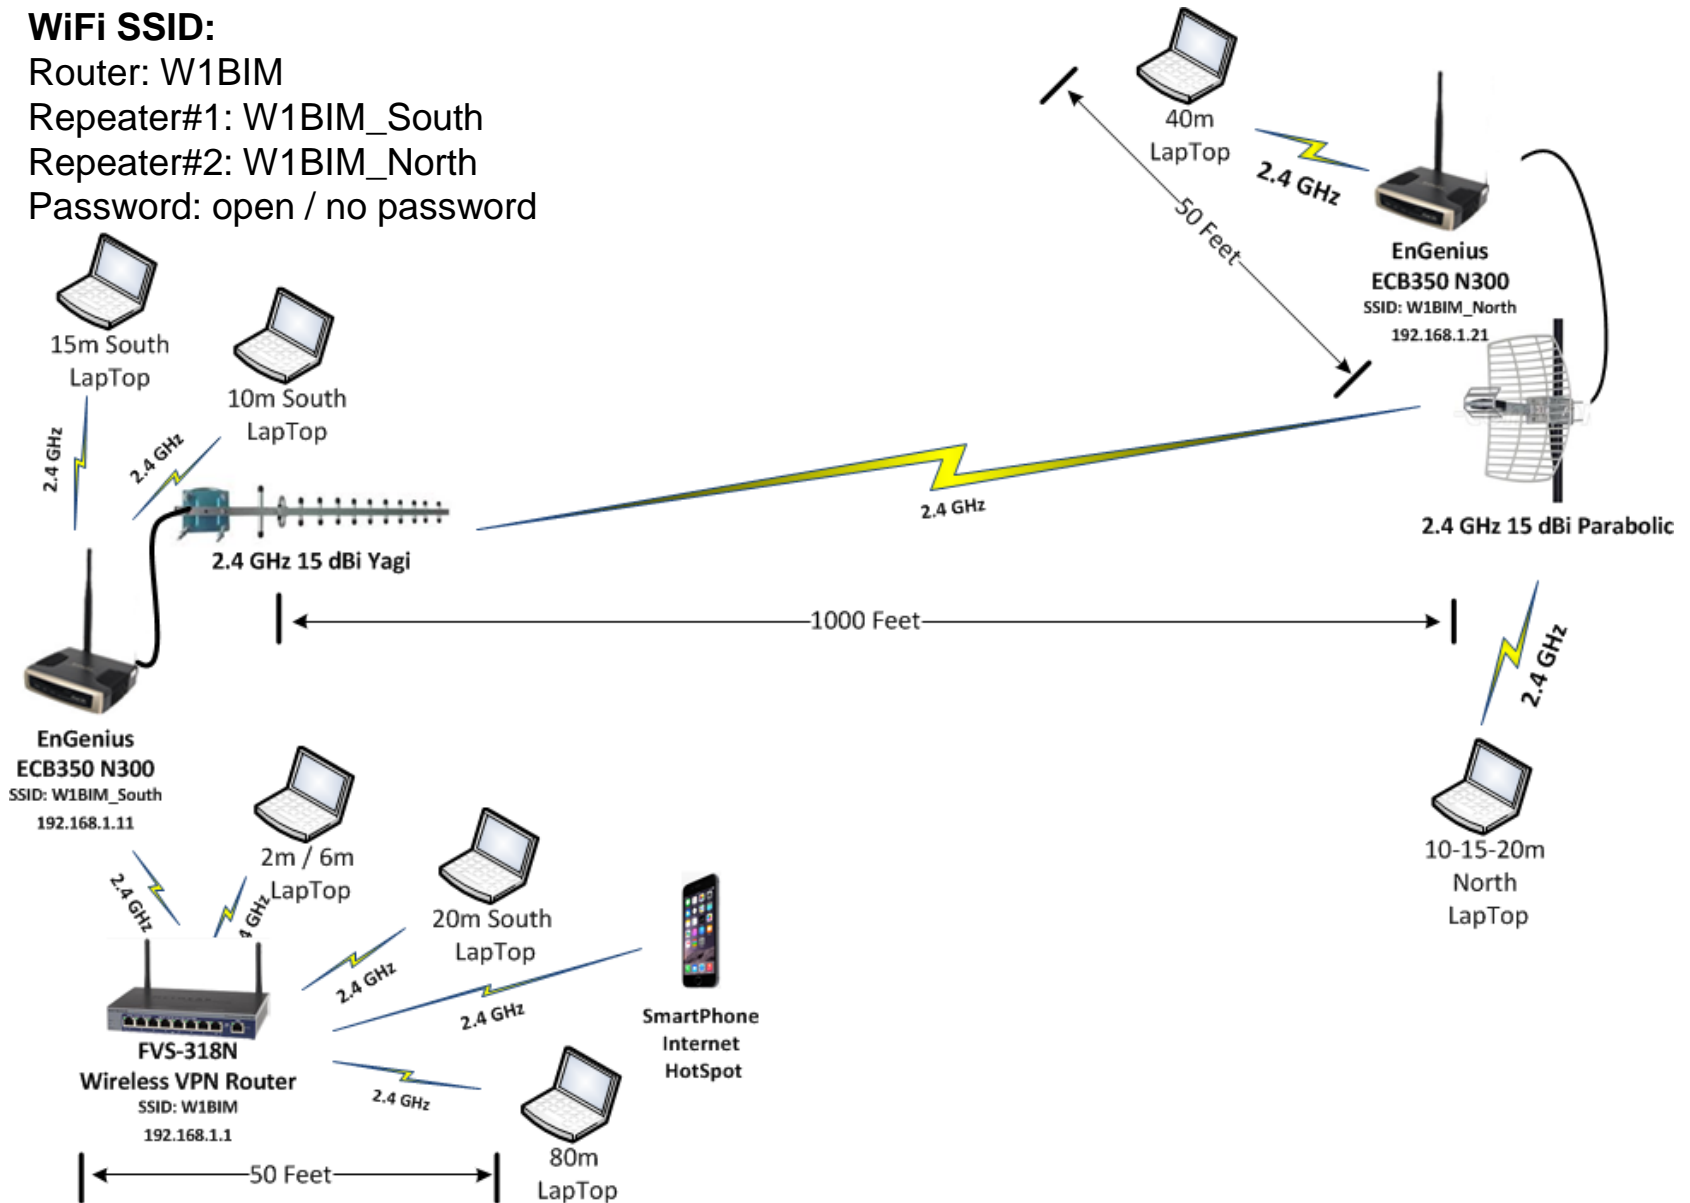 WiFi SSID:
Router: W1BIM
Repeater#1: W1BIM_South
Repeater#2: W1BIM_North
Password: open / no password
40m
LapTop
2.4 GHz
50 Feet
EnGenius
ECB350 N300
SSID: W1BIM_North
192.168.1.21
15m South
LapTop
10m South
LapTop
2.4 GHz
2.4 GHz
2.4 GHz
2.4 GHz 15 dBi Yagi
2.4 GHz 15 dBi Parabolic
1000 Feet
2.4 GHz
EnGenius
ECB350 N300
SSID: W1BIM_South
192.168.1.11
2m / 6m
LapTop
2.4 GHz
4 GHz
20m South
LapTop
2.4 GHz
2.4 GHz
10-15-20m
North
LapTop
SmartPhone
Internet
HotSpot
FVS-318N
Wireless VPN Router
SSID: W1BIM
192.168.1.1
2.4 GHz
50 Feet
80m
LapTop